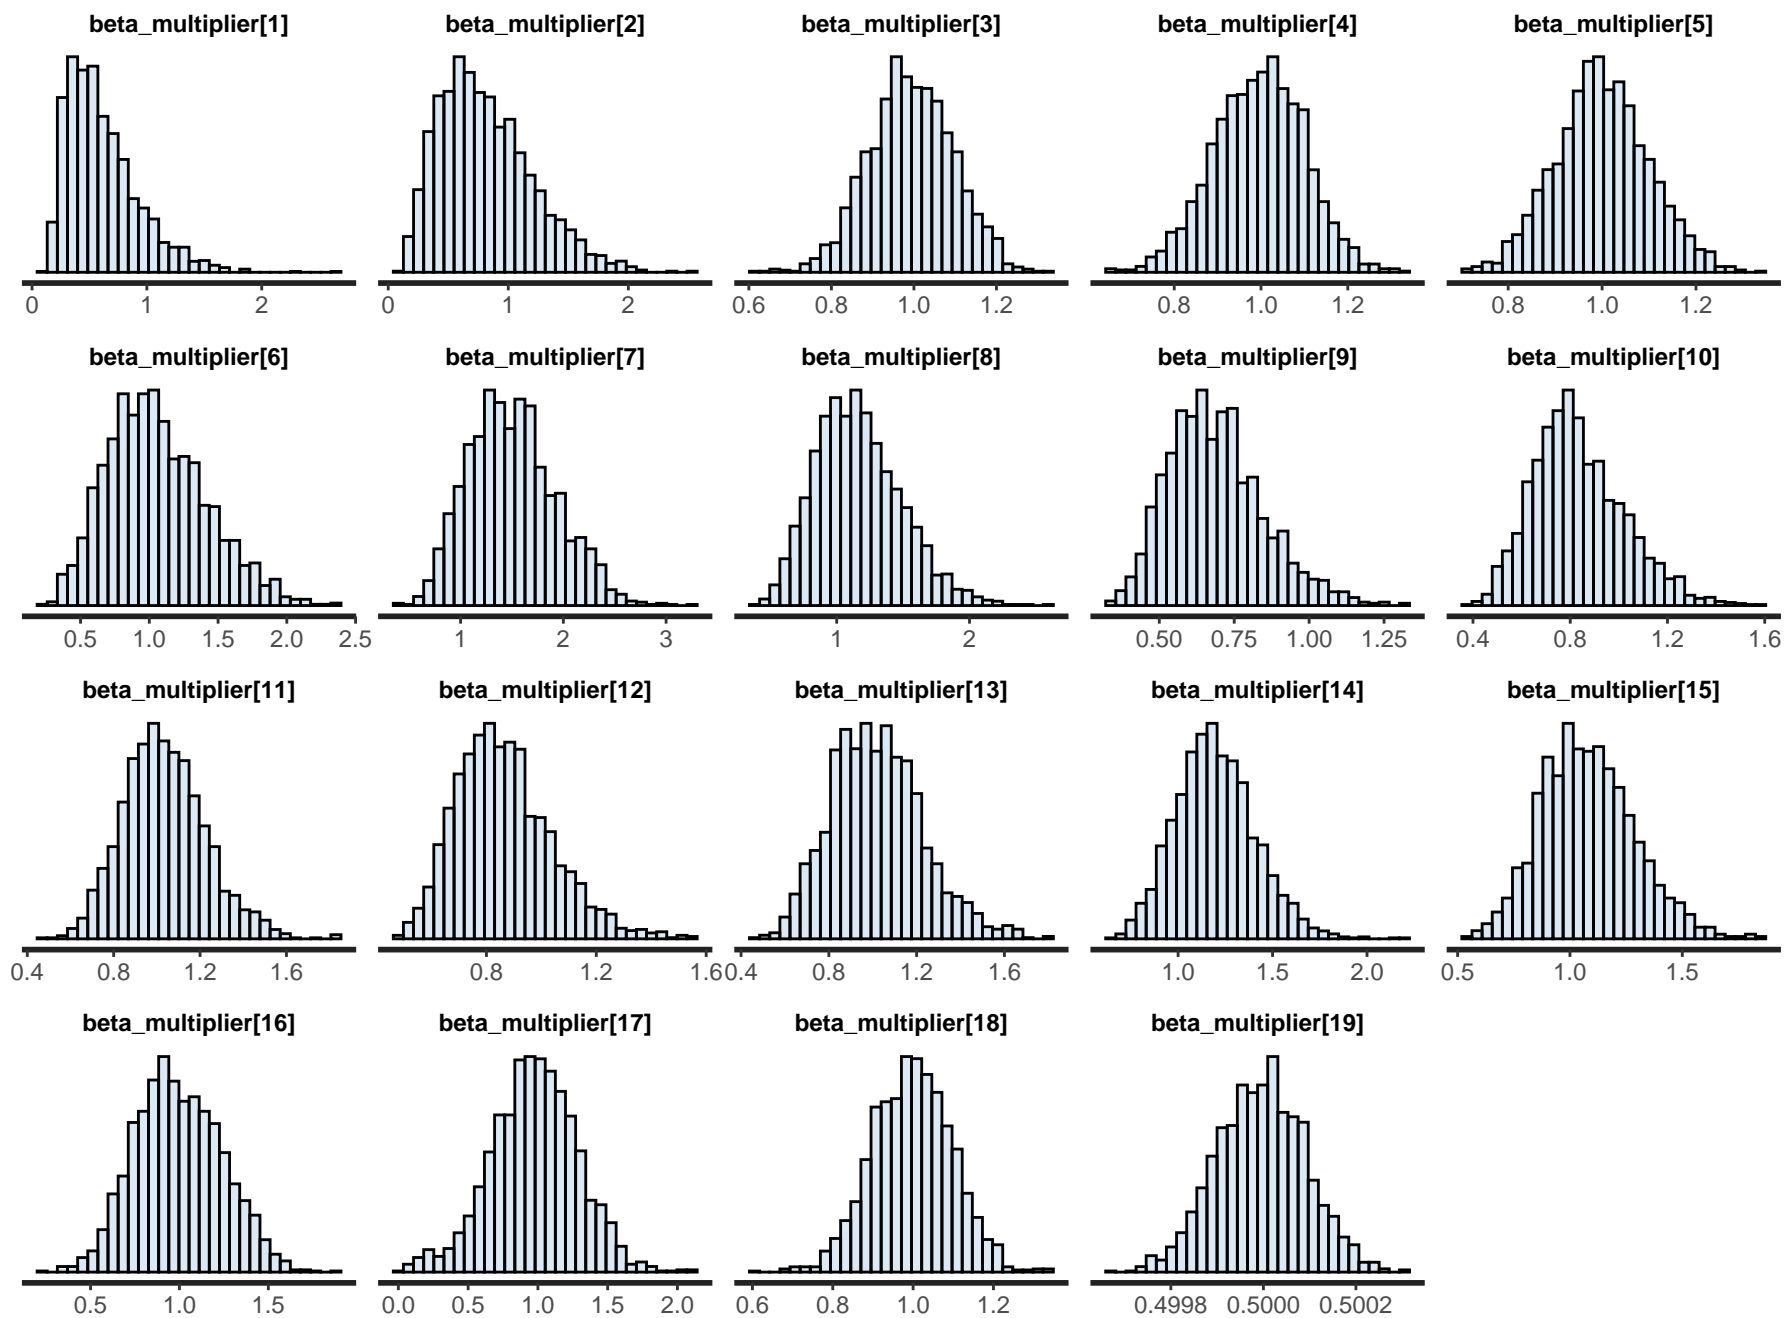 beta_multiplier[1] beta_multiplier[2] beta_multiplier[3] beta_multiplier[4] beta_multiplier[5]
0 1 2 0 1 2 0.6 0.8 1.0 1.2 0.8 1.0 1.2 0.8 1.0 1.2
beta_multiplier[6] beta_multiplier[7] beta_multiplier[8] beta_multiplier[9] beta_multiplier[10]
0.5 1.0 1.5 2.0 2.5 1 2 3 1 2 0.50 0.75 1.00 1.25 0.4 0.8 1.2 1.6
beta_multiplier[11] beta_multiplier[12] beta_multiplier[13] beta_multiplier[14] beta_multiplier[15]
0.4 0.8 1.2 1.6 0.8 1.2 1.6 0.4 0.8 1.2 1.6 1.0 1.5 2.0 0.5 1.0 1.5
beta_multiplier[16] beta_multiplier[17] beta_multiplier[18] beta_multiplier[19]
0.5 1.0 1.5 0.0 0.5 1.0 1.5 2.0 0.6 0.8 1.0 1.2 0.4998 0.5000 0.5002